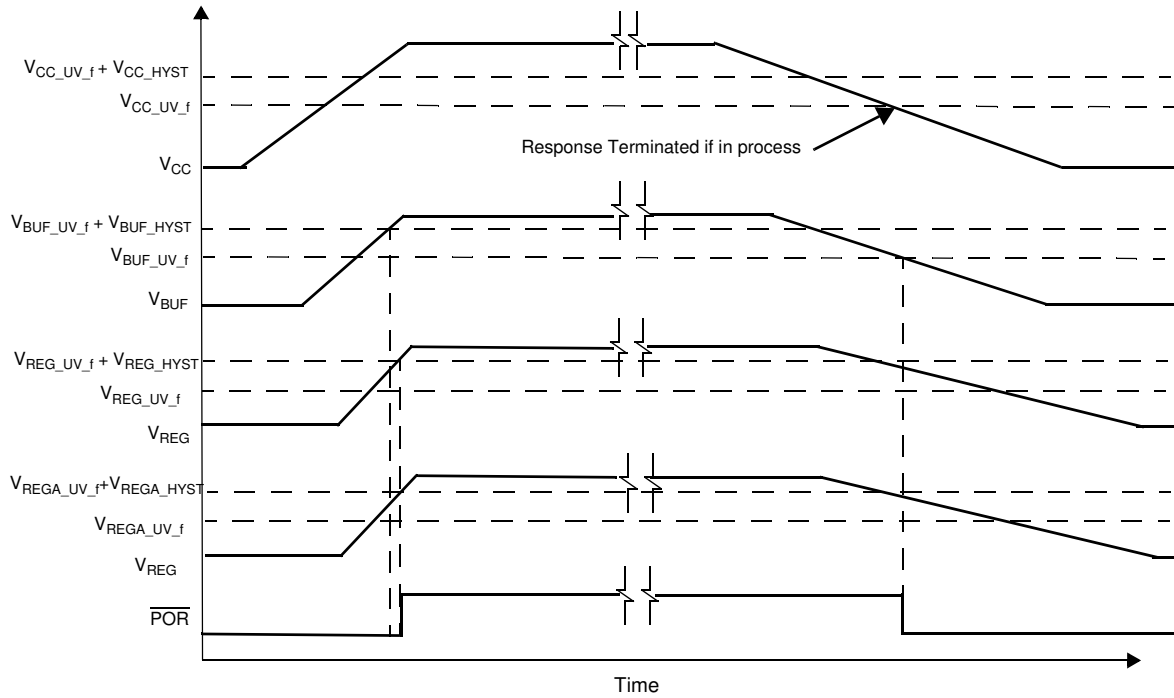 V_CC_UV_f + V_CC_HYST
V_CC_UV_f
Response Terminated if in process
V_CC
V_BUF_UV_f + V_BUF_HYST
V_BUF_UV_f
V_BUF
V_REG_UV_f + V_REG_HYST
V_REG_UV_f
V_REG
V_REGA_UV_f+V_REGA_HYST
V_REGA_UV_f
V_REG
POR
Time